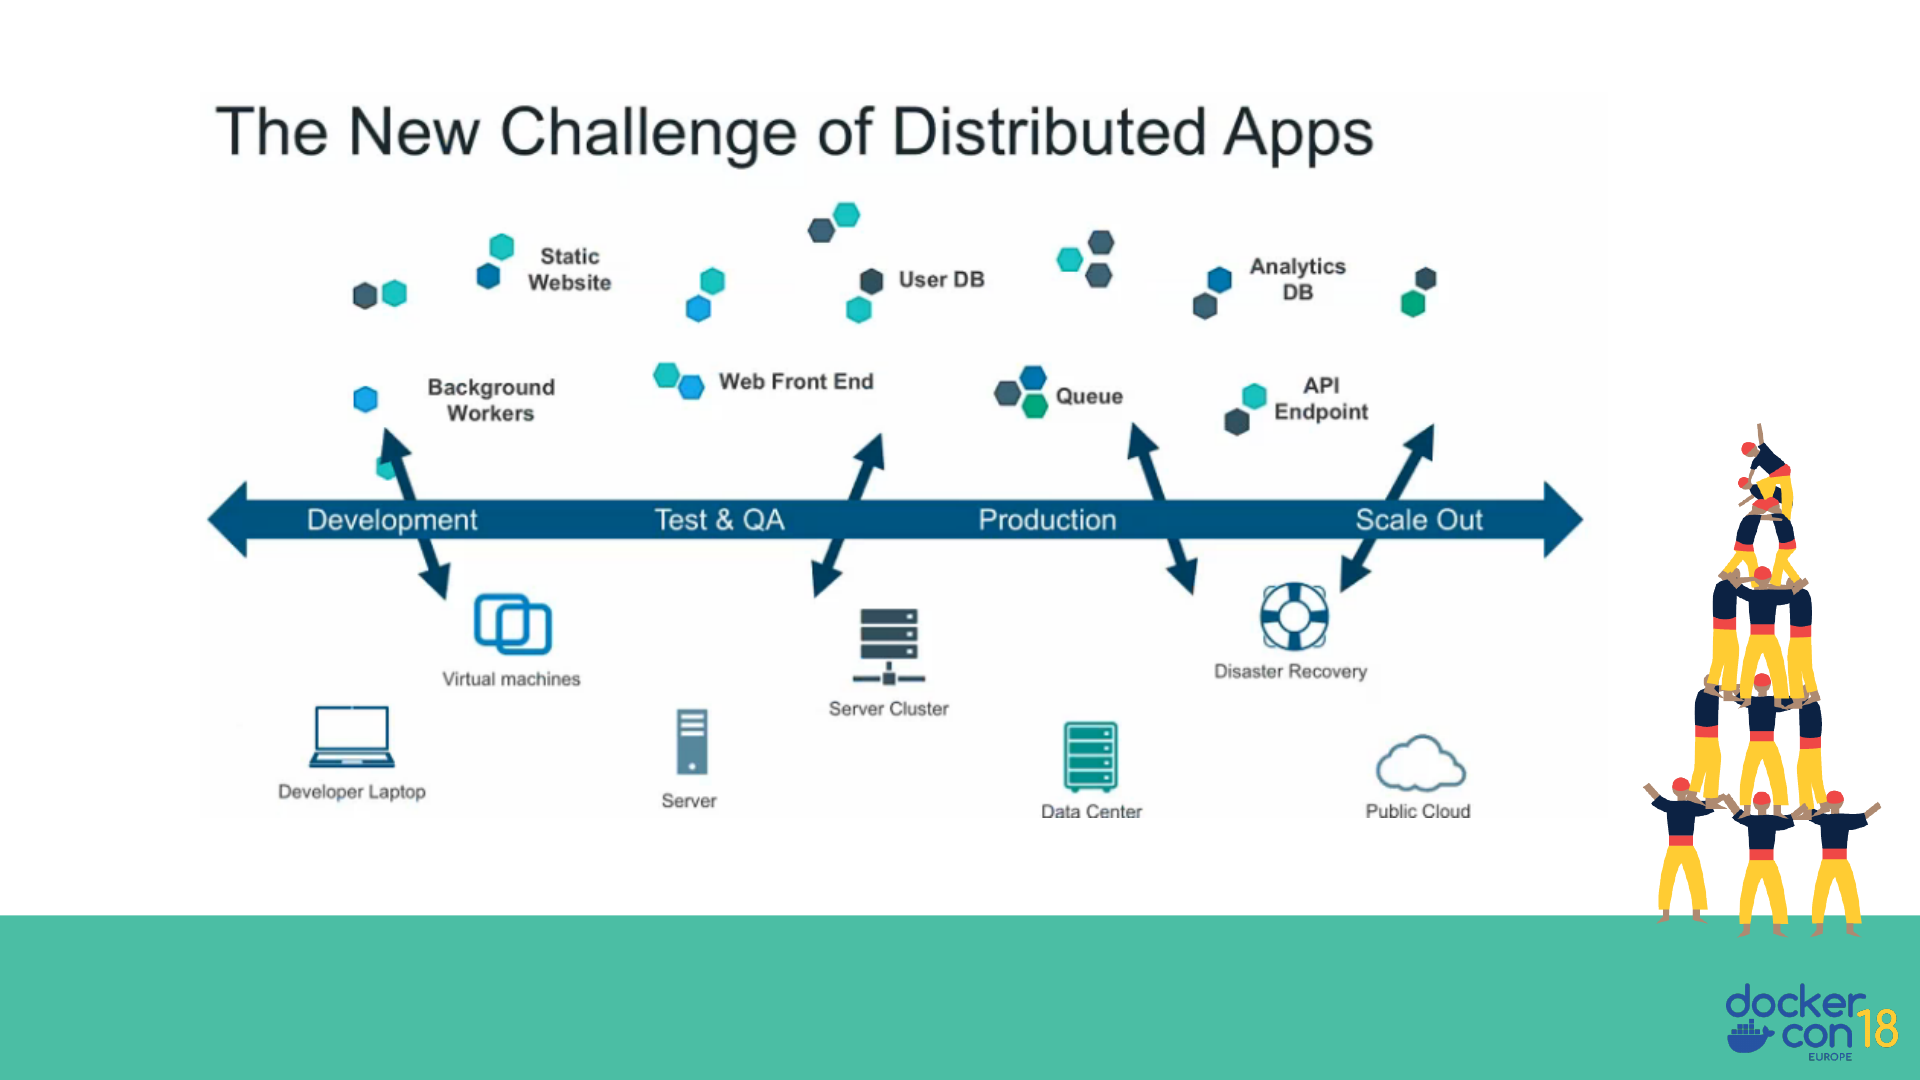 The New Challenge of Distributed Apps
Static
Website
User DB
Analytics
DB
Background
Workers
Web Front End
Queue
API
Endpoint
Development
Test & QA
Production
Scale Out
Virtual machines
Server Cluster
Disaster Recovery
Developer Laptop
Server
Data Center
Public Cloud
docker
con 18
EUROPE